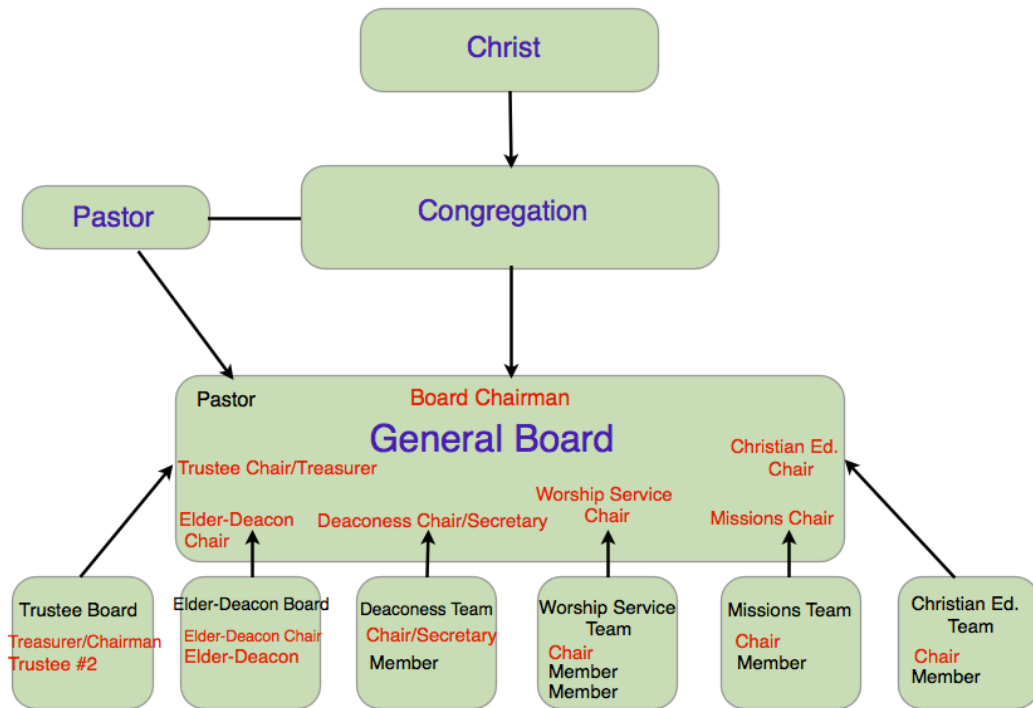 Christ
Pastor
Congregation
Pastor
Board Chairman
General Board
Trustee Chair/Treasurer
Christian Ed.
Chair
Elder-Deacon
Chair
Deaconess Chair/Secretary
Worship Service
Chair
Missions Chair
Trustee Board
Treasurer/Chairman
Trustee #2
Elder-Deacon Board
Elder-Deacon Chair
Elder-Deacon
Deaconess Team
Chair/Secretary
Member
Worship Service
Team
Chair
Member
Member
Missions Team
Chair
Member
Christian Ed.
Team
Chair
Member